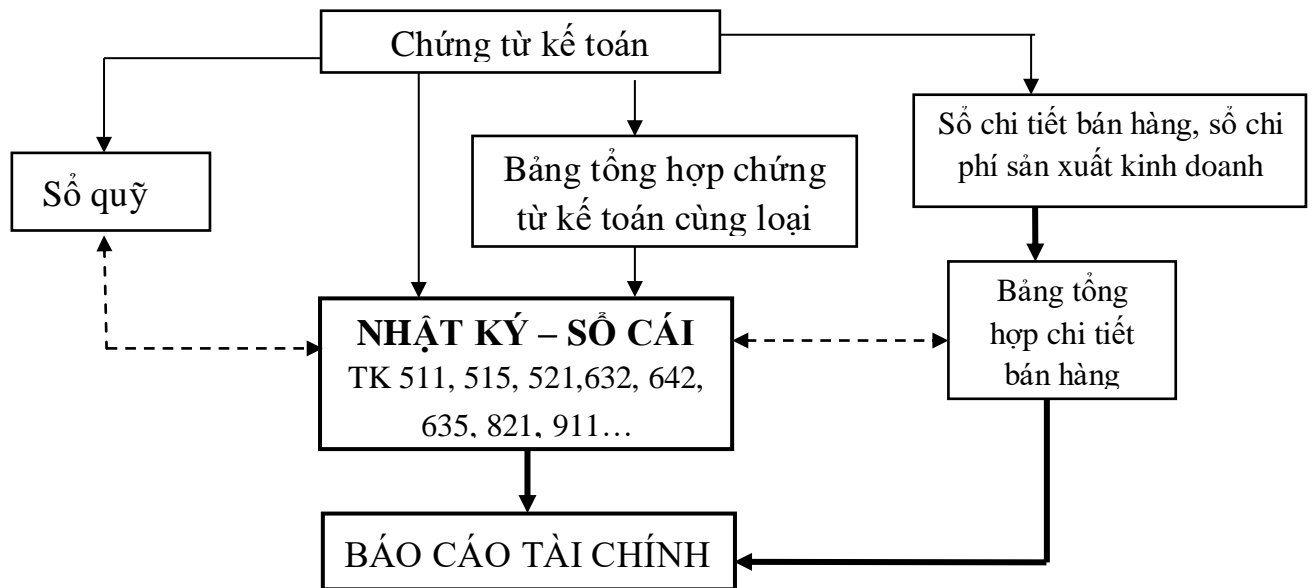 Chứng từ kế toán
Sổ quỹ
Bảng tổng hợp chứng
từ kế toán cùng loại
Sổ chi tiết bán hàng, sổ chi
phí sản xuất kinh doanh
NHẬT KÝ – SỔ CÁI
TK 511, 515, 521,632, 642,
635, 821, 911…
Bảng tổng
hợp chi tiết
bán hàng
BÁO CÁO TÀI CHÍNH